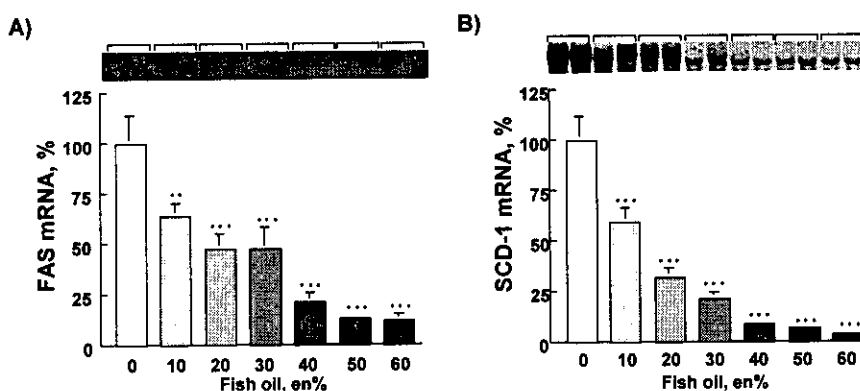 A)
125
100
75
50
25
0
FAS mRNA, %
** *** *** *** *** ***
0 10 20 30 40 50 60
Fish oil, en%
B)
125
100
75
50
25
0
SCD-1 mRNA, %
*** *** *** *** *** ***
0 10 20 30 40 50 60
Fish oil, en%